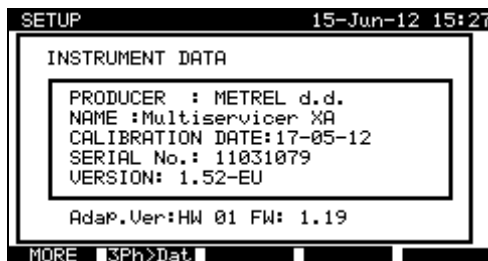 SETUP 15-Jun-12 15:27
INSTRUMENT DATA
PRODUCER : METREL d.d.
NAME :Multiservicer XA
CALIBRATION DATE:17-05-12
SERIAL No.: 11031079
VERSION: 1.52-EU
Adap.Ver:HW 01 FW: 1.19
MORE 3Ph>Dat